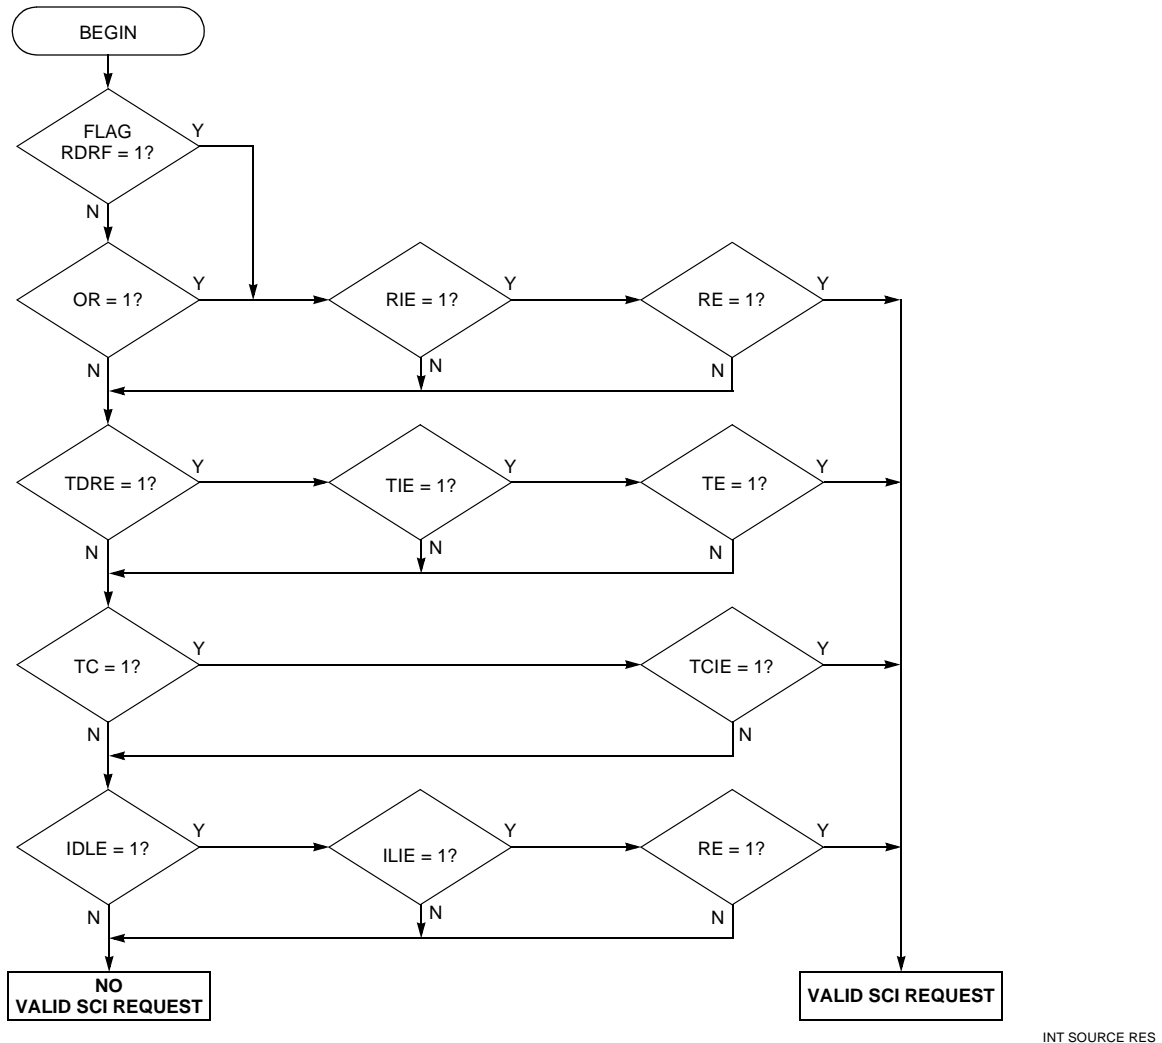 BEGIN
FLAG
RDRF = 1?
Y
N
OR = 1?
Y
N
RIE = 1?
Y
N
RE = 1?
Y
N
TDRE = 1?
Y
N
TIE = 1?
Y
N
TE = 1?
Y
N
TC = 1?
Y
N
TCIE = 1?
Y
N
IDLE = 1?
Y
N
ILIE = 1?
Y
N
RE = 1?
Y
N
NO
VALID SCI REQUEST
VALID SCI REQUEST
INT SOURCE RES